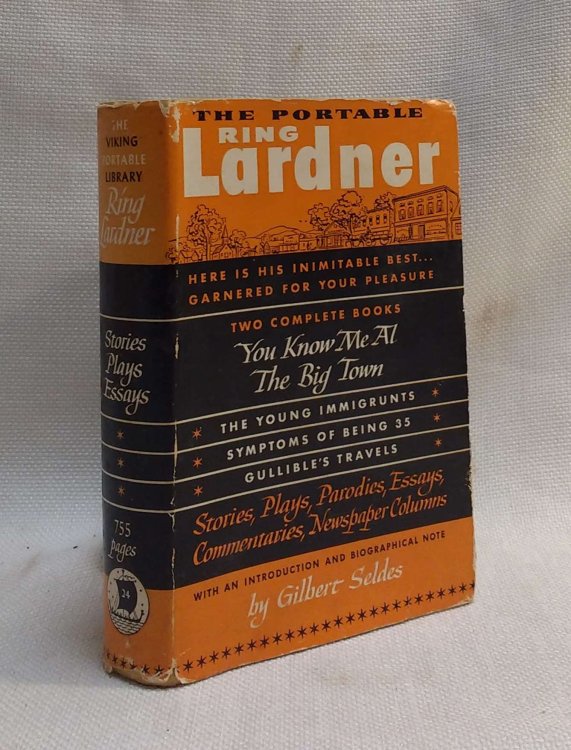 THE
VIKING
PORTABLE
LIBRARY
Ring
Lardner
Stories
Plays
Essays
755
pages
24
THE PORTABLE
RING
Lardner
HERE IS HIS INIMITABLE BEST...
GARNERED FOR YOUR PLEASURE
TWO COMPLETE BOOKS
You Know Me Al
The Big Town
THE YOUNG IMMIGRUNTS
SYMPTOMS OF BEING 35
GULLIBLE'S TRAVELS
Stories, Plays, Parodies, Essays,
Commentaries, Newspaper Columns
WITH AN INTRODUCTION AND BIOGRAPHICAL NOTE
by Gilbert Seldes